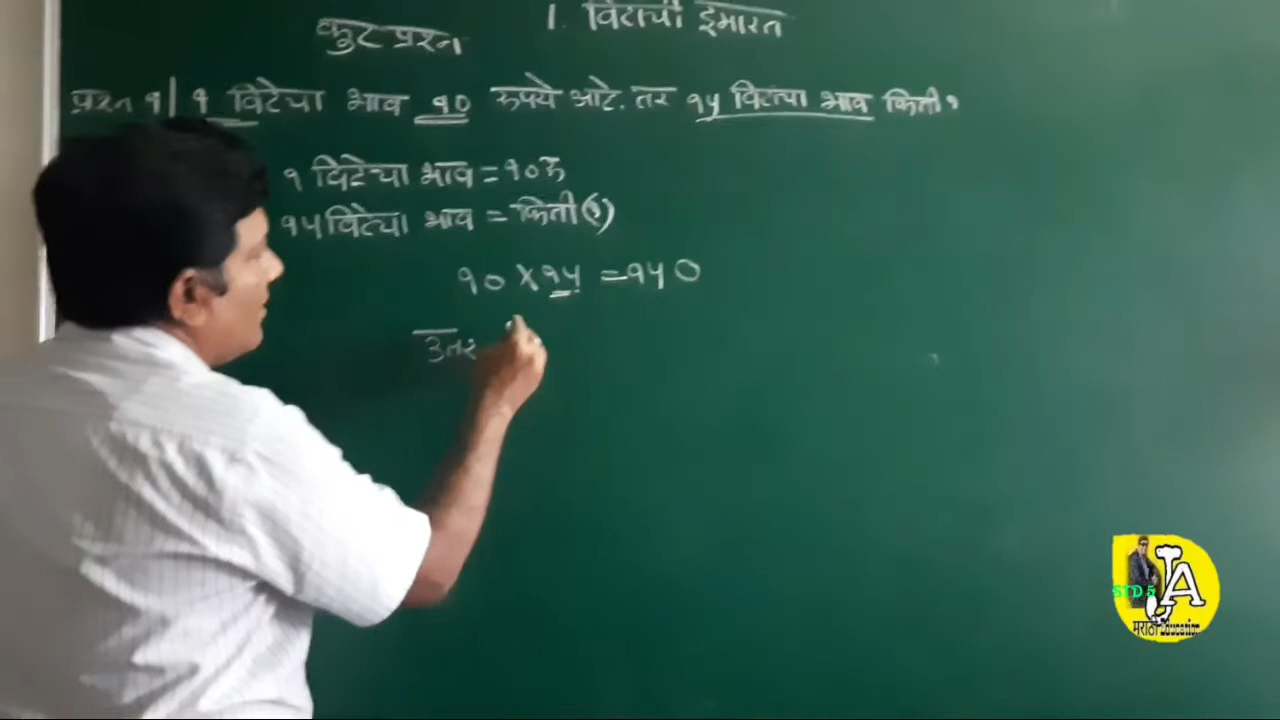 1. विटांची इमारत
कुट प्रश्न
प्रश्न १| १ विटेचा भाव १० रुपये आहे. तर १५ विटांचा भाव किती ?
१ विटेचा भाव = १० रु
१५ विटेचा भाव = किती (?)
१० X १५ = १५०
उत्तर
JA
STD 5
मराठी Education